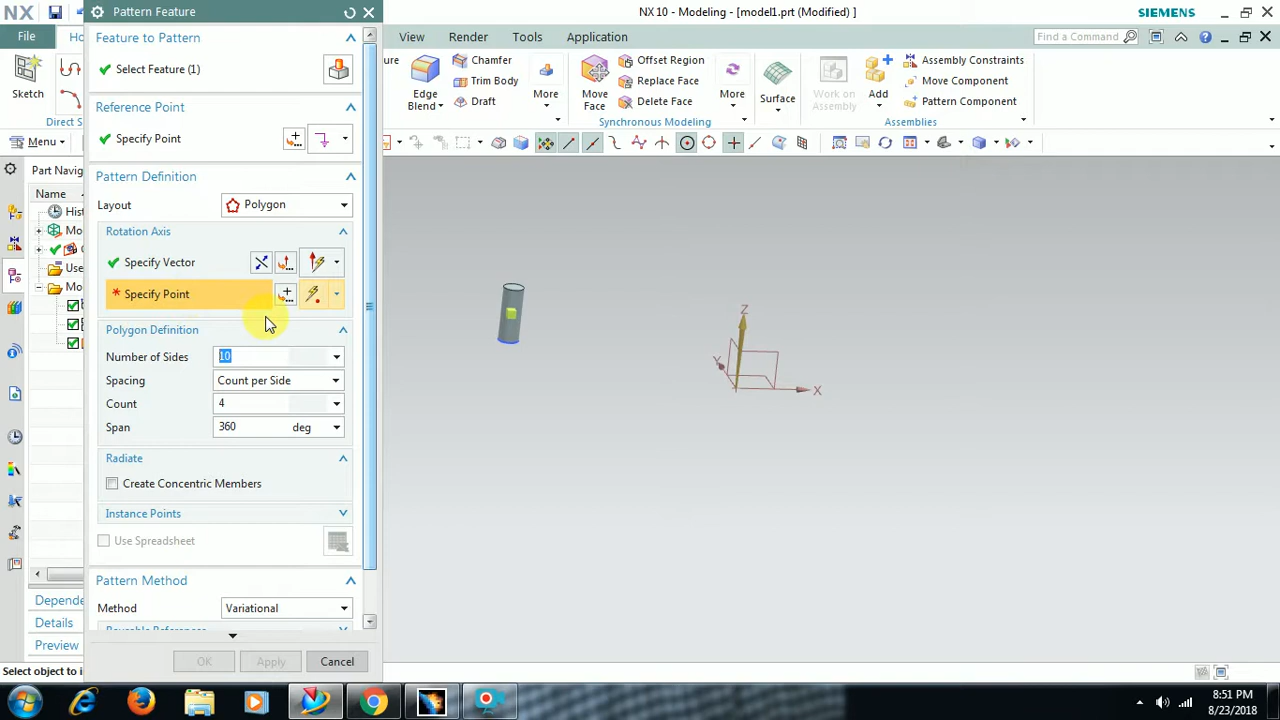 NX
Pattern Feature
NX 10 - Modeling - [model1.prt (Modified) ]
SIEMENS
File
View
Render
Tools
Application
Find a Command
Feature to Pattern
Select Feature (1)
Reference Point
Specify Point
Pattern Definition
Layout
Polygon
Rotation Axis
Specify Vector
* Specify Point
Polygon Definition
Number of Sides
10
Spacing
Count per Side
Count
4
Span
360
deg
Radiate
Create Concentric Members
Instance Points
Use Spreadsheet
Pattern Method
Method
Variational
OK
Apply
Cancel
Sketch
Direct S
Menu
Part Navig
Name
Hist
Mo
Use
Mo
Depende
Details
Preview
Select object to i
Edge
Blend
Chamfer
Trim Body
Draft
More
Move
Face
Offset Region
Replace Face
Delete Face
More
Synchronous Modeling
Surface
Work on
Assembly
Add
Assembly Constraints
Move Component
Pattern Component
Assemblies
Z
Y
X
8:51 PM
8/23/2018